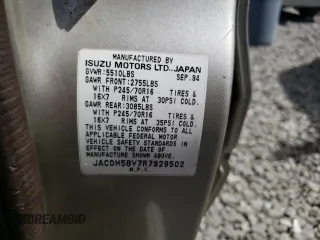 MANUFACTURED BY
ISUZU MOTORS LTD., JAPAN
GVWR:5510LBS SEP.94
GAWR FRONT:2755LBS
WITH P245/70R16 TIRES &
16X7 RIMS AT 30PSI COLD.
GAWR REAR:3085LBS
WITH P245/70R16 TIRES &
16X7 RIMS AT 35PSI COLD.
THIS VEHICLE CONFORMS TO ALL
APPLICABLE FEDERAL MOTOR
VEHICLE SAFETY STANDARDS IN
EFFECT ON THE DATE OF
MANUFACTURE SHOWN ABOVE.
JACDH58V7R7928502
M.P.V.
AUTOBIDMASTER